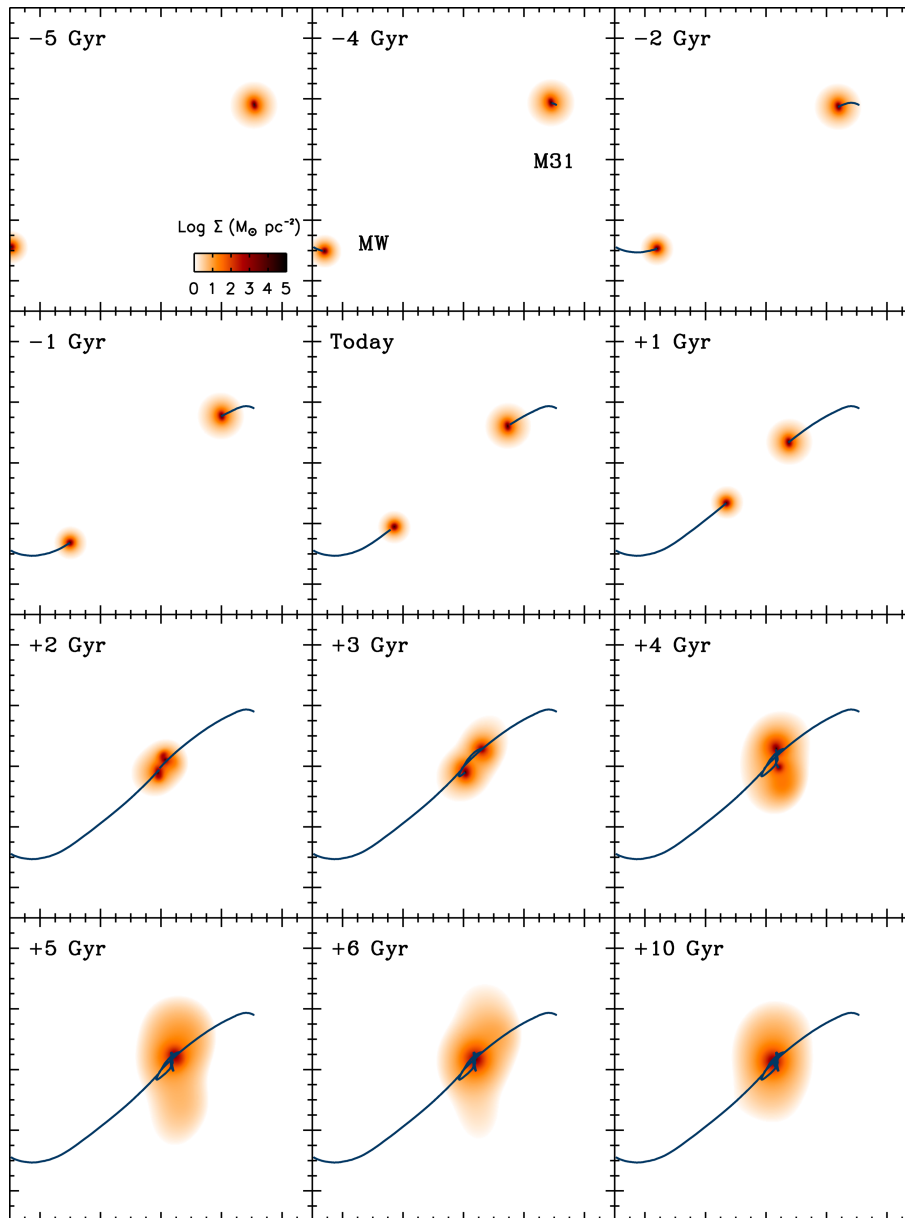 −5 Gyr
−4 Gyr
−2 Gyr
M31
Log Σ (M⊙ pc⁻²)
MW
0 1 2 3 4 5
−1 Gyr
Today
+1 Gyr
+2 Gyr
+3 Gyr
+4 Gyr
+5 Gyr
+6 Gyr
+10 Gyr